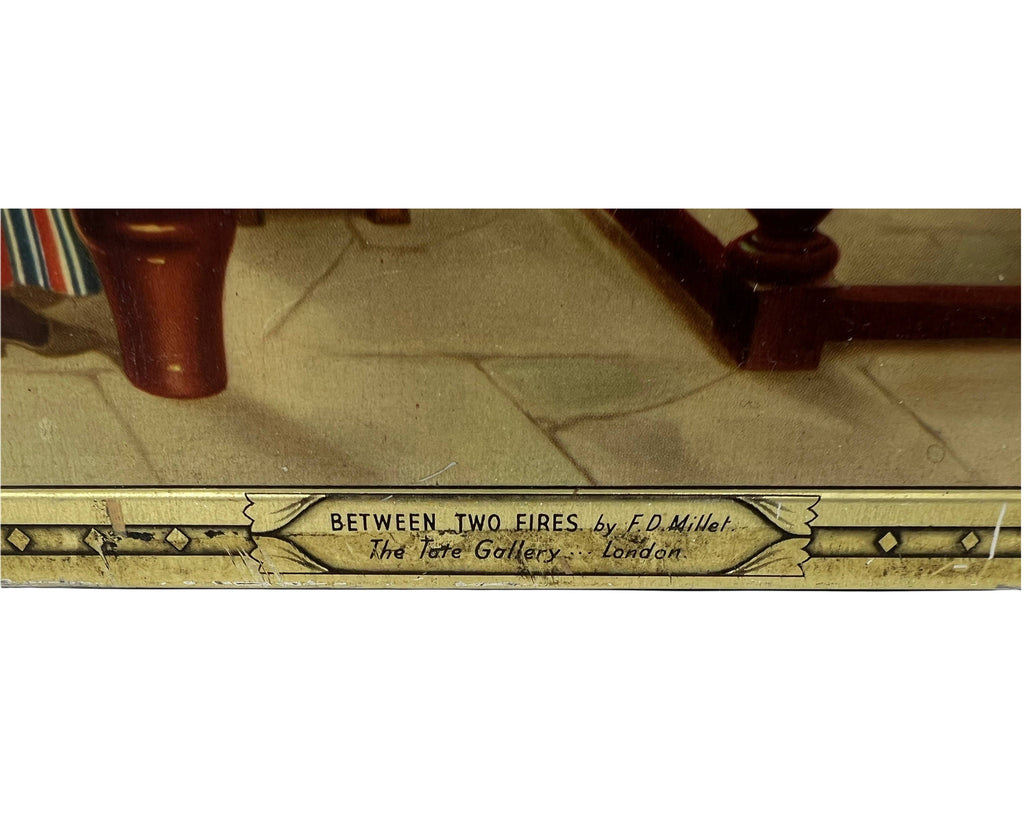 BETWEEN TWO FIRES. by F.D. Millet.
The Tate Gallery ... London.